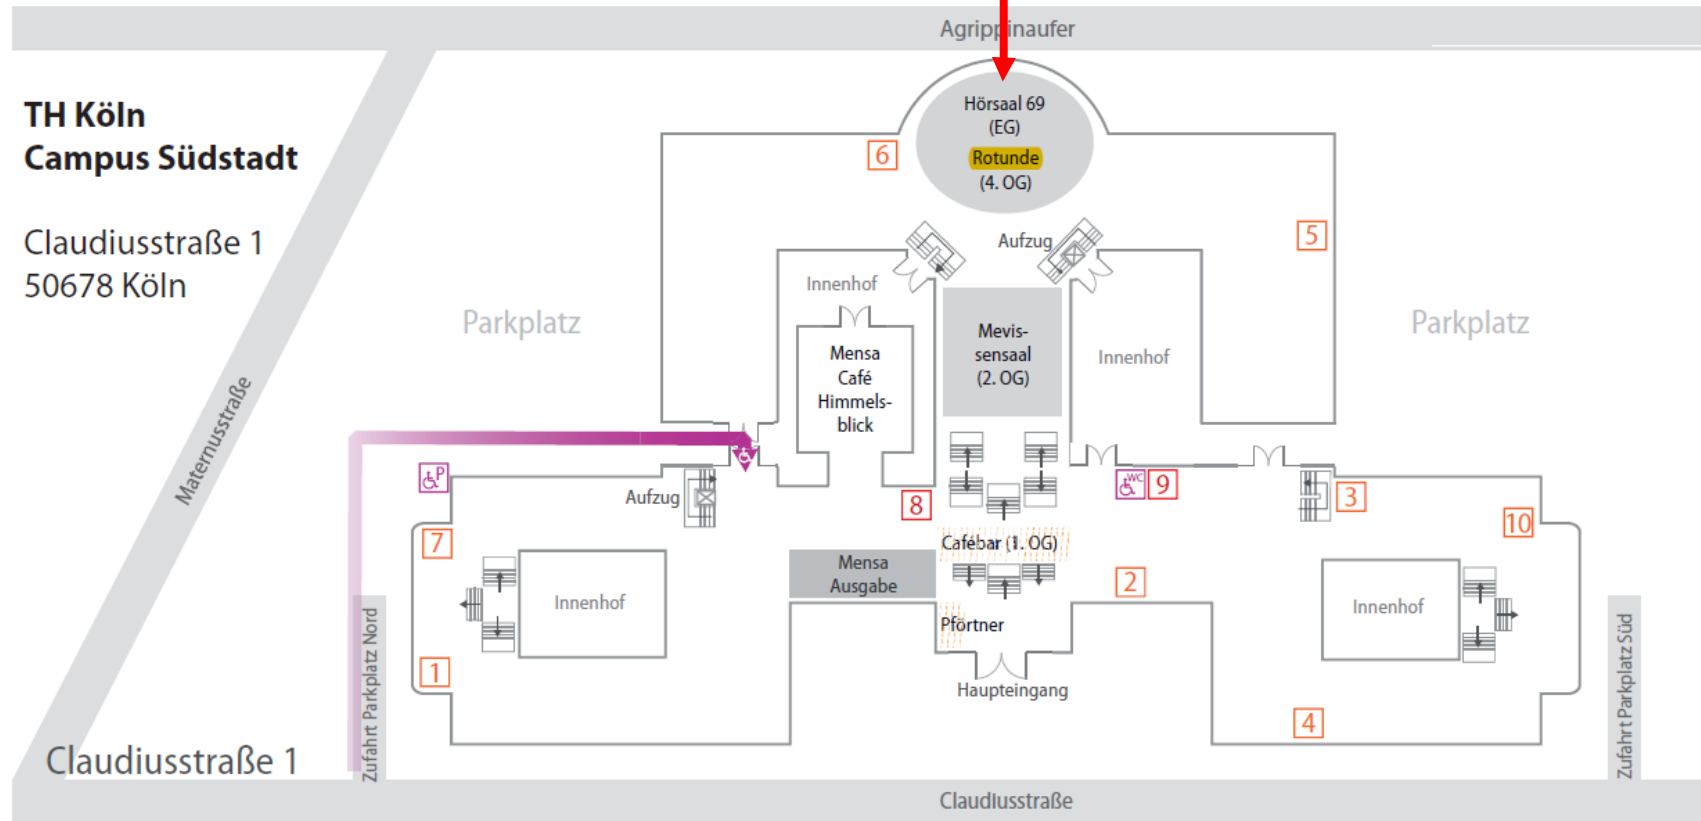 Agrippinaufer
TH Köln
Campus Südstadt
Claudiusstraße 1
50678 Köln
Hörsaal 69
(EG)
Rotunde
(4. OG)
6
5
Aufzug
Innenhof
Parkplatz
Parkplatz
Mensa
Café
Himmels-
blick
Mevis-
sensaal
(2. OG)
Innenhof
Maternusstraße
P
Aufzug
8
WC
9
3
10
7
Cafébar (1. OG)
Mensa
Ausgabe
2
Innenhof
Innenhof
Pförtner
1
Haupteingang
4
Zufahrt Parkplatz Nord
Zufahrt Parkplatz Süd
Claudiusstraße 1
Claudiusstraße